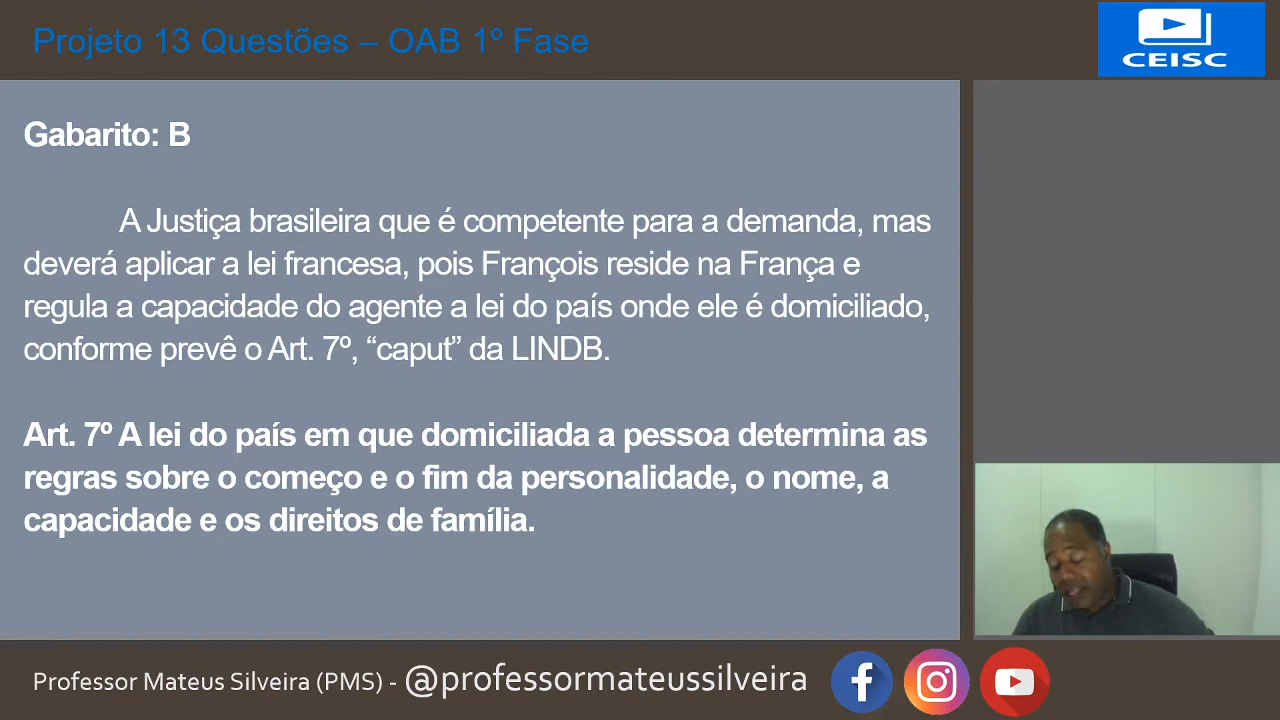 Projeto 13 Questões – OAB 1º Fase
CEISC
Gabarito: B
A Justiça brasileira que é competente para a demanda, mas
deverá aplicar a lei francesa, pois François reside na França e
regula a capacidade do agente a lei do país onde ele é domiciliado,
conforme prevê o Art. 7º, “caput” da LINDB.
Art. 7º A lei do país em que domiciliada a pessoa determina as
regras sobre o começo e o fim da personalidade, o nome, a
capacidade e os direitos de família.
Professor Mateus Silveira (PMS) - @professormateussilveira